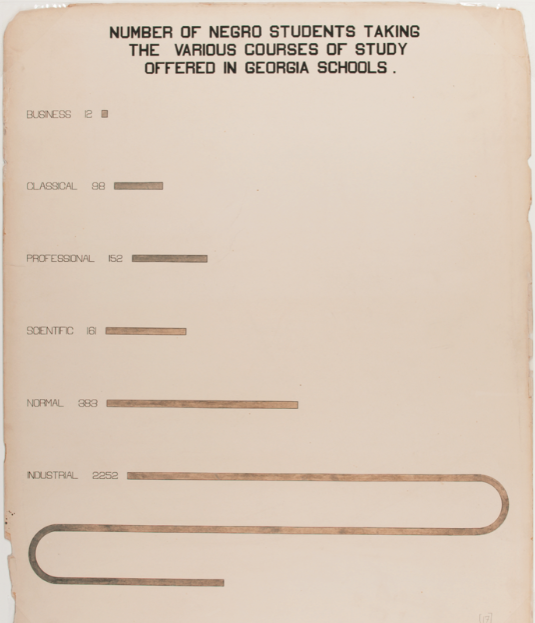 NUMBER OF NEGRO STUDENTS TAKING
THE VARIOUS COURSES OF STUDY
OFFERED IN GEORGIA SCHOOLS.
BUSINESS 12
CLASSICAL 98
PROFESSIONAL 152
SCIENTIFIC 161
NORMAL 383
INDUSTRIAL 2252
[17]